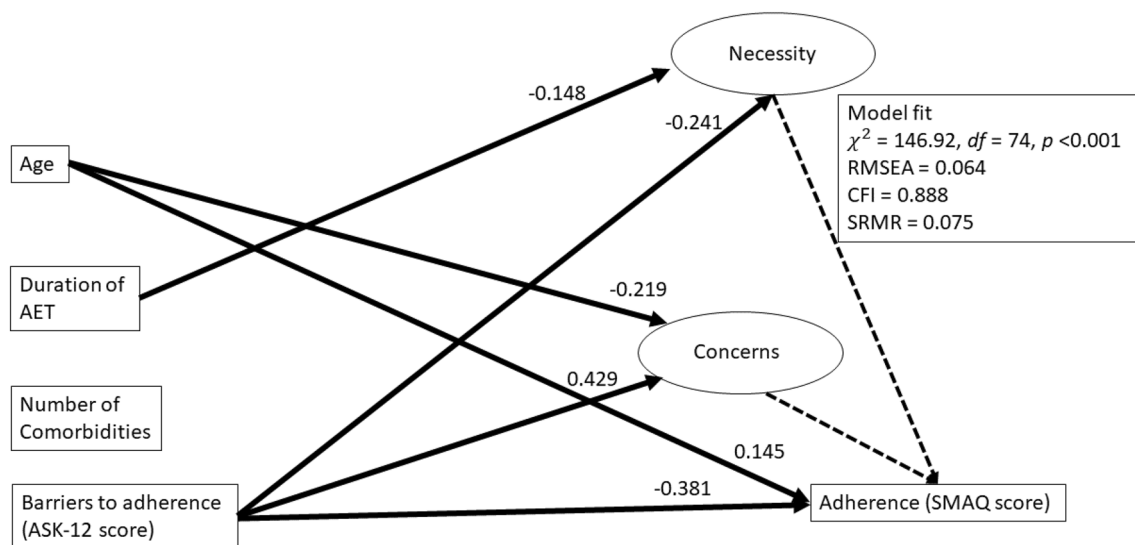 Necessity
-0.148
-0.241
Model fit
χ² = 146.92, df = 74, p <0.001
RMSEA = 0.064
CFI = 0.888
SRMR = 0.075
Age
Duration of
AET
-0.219
Concerns
0.429
Number of
Comorbidities
0.145
Barriers to adherence
(ASK-12 score)
-0.381
Adherence (SMAQ score)